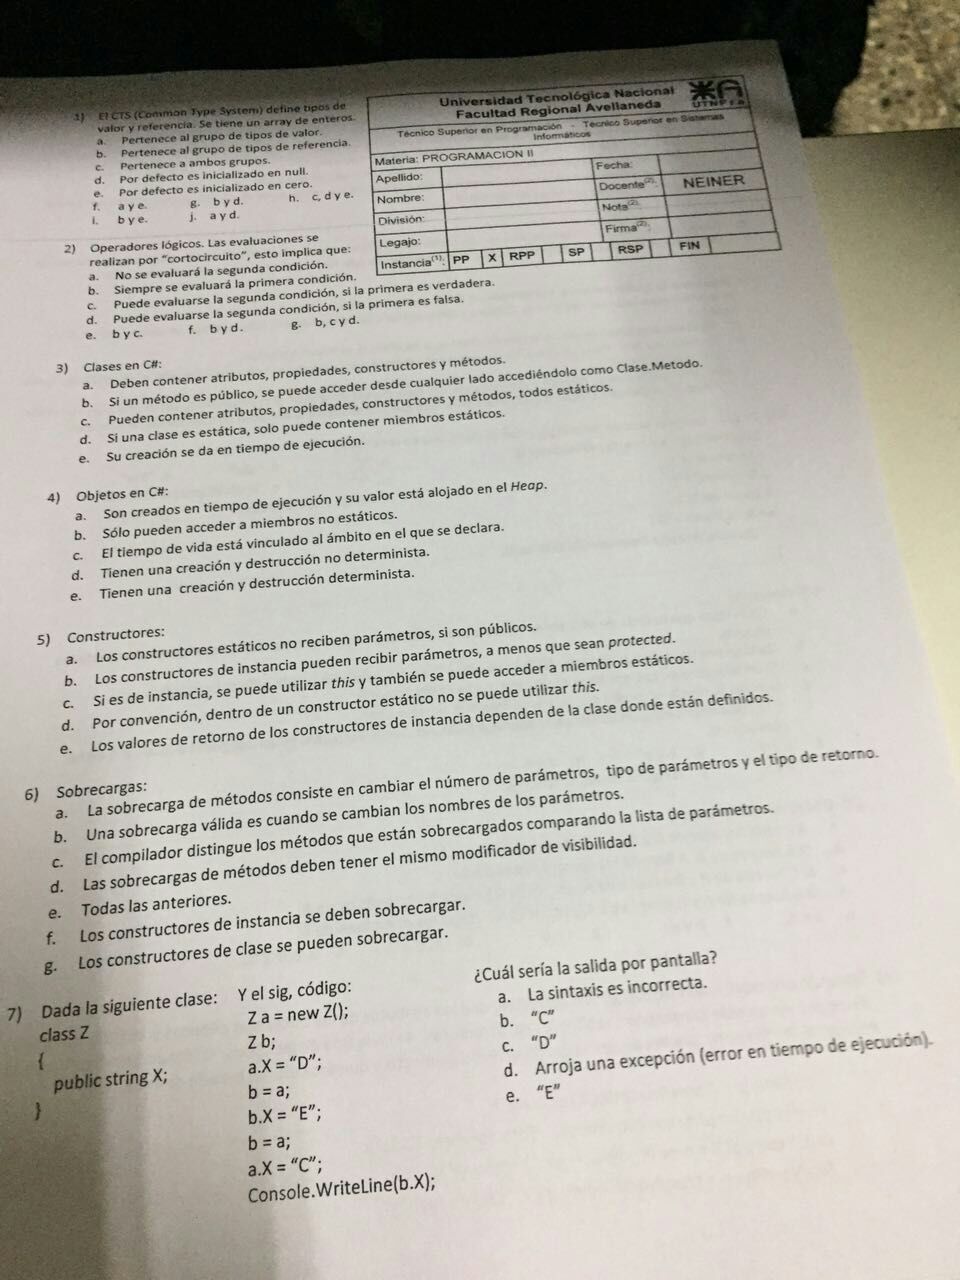 Universidad Tecnológica Nacional
Facultad Regional Avellaneda
UTNFra
Técnico Superior en Programación - Técnico Superior en Sistemas
Informáticos
Materia: PROGRAMACION II
Apellido: Fecha:
Nombre: Docente(2): NEINER
División: Nota(2):
Legajo: Firma(2):
Instancia(1): PP X RPP SP RSP FIN
1) El CTS (Common Type System) define tipos de
valor y referencia. Se tiene un array de enteros.
a. Pertenece al grupo de tipos de valor.
b. Pertenece al grupo de tipos de referencia.
c. Pertenece a ambos grupos.
d. Por defecto es inicializado en null.
e. Por defecto es inicializado en cero.
f. a y e. g. b y d. h. c, d y e.
i. b y e. j. a y d.
2) Operadores lógicos. Las evaluaciones se
realizan por “cortocircuito”, esto implica que:
a. No se evaluará la segunda condición.
b. Siempre se evaluará la primera condición.
c. Puede evaluarse la segunda condición, si la primera es verdadera.
d. Puede evaluarse la segunda condición, si la primera es falsa.
e. b y c. f. b y d. g. b, c y d.
3) Clases en C#:
a. Deben contener atributos, propiedades, constructores y métodos.
b. Si un método es público, se puede acceder desde cualquier lado accediéndolo como Clase.Metodo.
c. Pueden contener atributos, propiedades, constructores y métodos, todos estáticos.
d. Si una clase es estática, solo puede contener miembros estáticos.
e. Su creación se da en tiempo de ejecución.
4) Objetos en C#:
a. Son creados en tiempo de ejecución y su valor está alojado en el Heap.
b. Sólo pueden acceder a miembros no estáticos.
c. El tiempo de vida está vinculado al ámbito en el que se declara.
d. Tienen una creación y destrucción no determinista.
e. Tienen una creación y destrucción determinista.
5) Constructores:
a. Los constructores estáticos no reciben parámetros, si son públicos.
b. Los constructores de instancia pueden recibir parámetros, a menos que sean protected.
c. Si es de instancia, se puede utilizar this y también se puede acceder a miembros estáticos.
d. Por convención, dentro de un constructor estático no se puede utilizar this.
e. Los valores de retorno de los constructores de instancia dependen de la clase donde están definidos.
6) Sobrecargas:
a. La sobrecarga de métodos consiste en cambiar el número de parámetros, tipo de parámetros y el tipo de retorno.
b. Una sobrecarga válida es cuando se cambian los nombres de los parámetros.
c. El compilador distingue los métodos que están sobrecargados comparando la lista de parámetros.
d. Las sobrecargas de métodos deben tener el mismo modificador de visibilidad.
e. Todas las anteriores.
f. Los constructores de instancia se deben sobrecargar.
g. Los constructores de clase se pueden sobrecargar.
7) Dada la siguiente clase:
class Z
{
public string X;
}
Y el sig, código:
Z a = new Z();
Z b;
a.X = “D”;
b = a;
b.X = “E”;
b = a;
a.X = “C”;
Console.WriteLine(b.X);
¿Cuál sería la salida por pantalla?
a. La sintaxis es incorrecta.
b. “C”
c. “D”
d. Arroja una excepción (error en tiempo de ejecución).
e. “E”